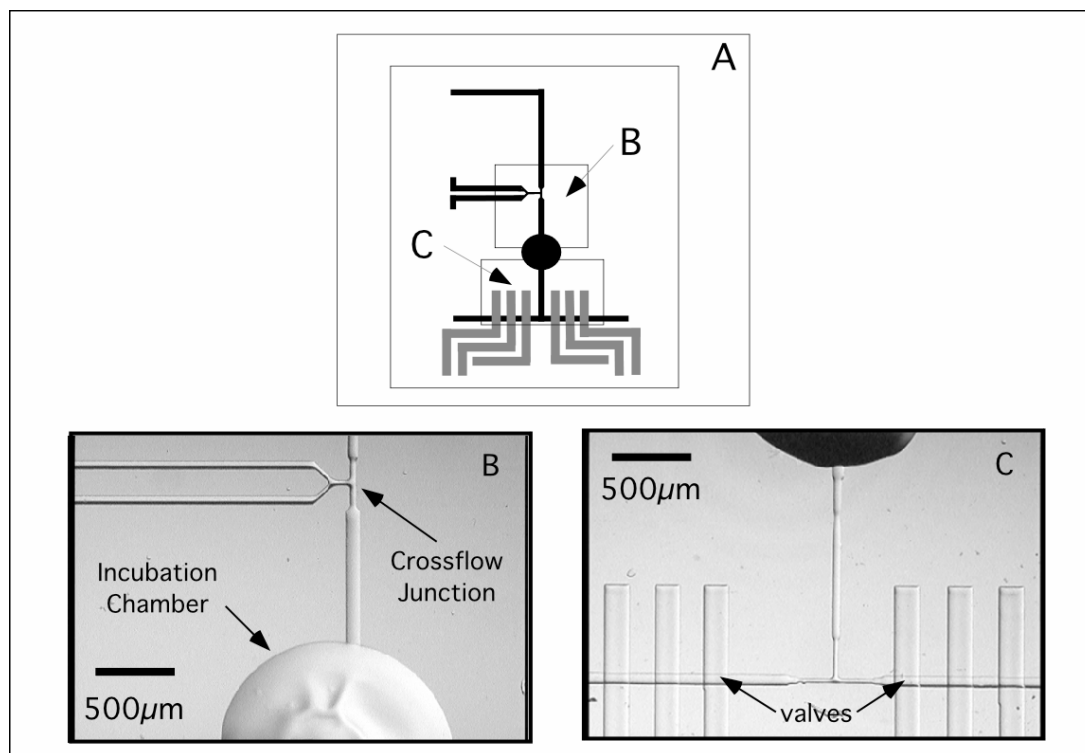 A
B
C
B
Crossflow
Junction
Incubation
Chamber
500µm
C
500µm
valves